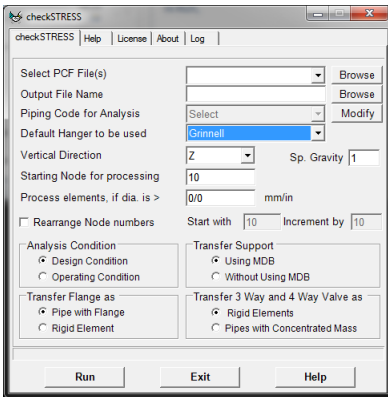 checkSTRESS
checkSTRESS Help License About Log
Select PCF File(s) Browse
Output File Name Browse
Piping Code for Analysis Select Modify
Default Hanger to be used Grinnell
Vertical Direction Z Sp. Gravity 1
Starting Node for processing 10
Process elements, if dia. is > 0/0 mm/in
Rearrange Node numbers Start with 10 Increment by 10
Analysis Condition Transfer Support
Design Condition Using MDB
Operating Condition Without Using MDB
Transfer Flange as Transfer 3 Way and 4 Way Valve as
Pipe with Flange Rigid Elements
Rigid Element Pipes with Concentrated Mass
Run Exit Help